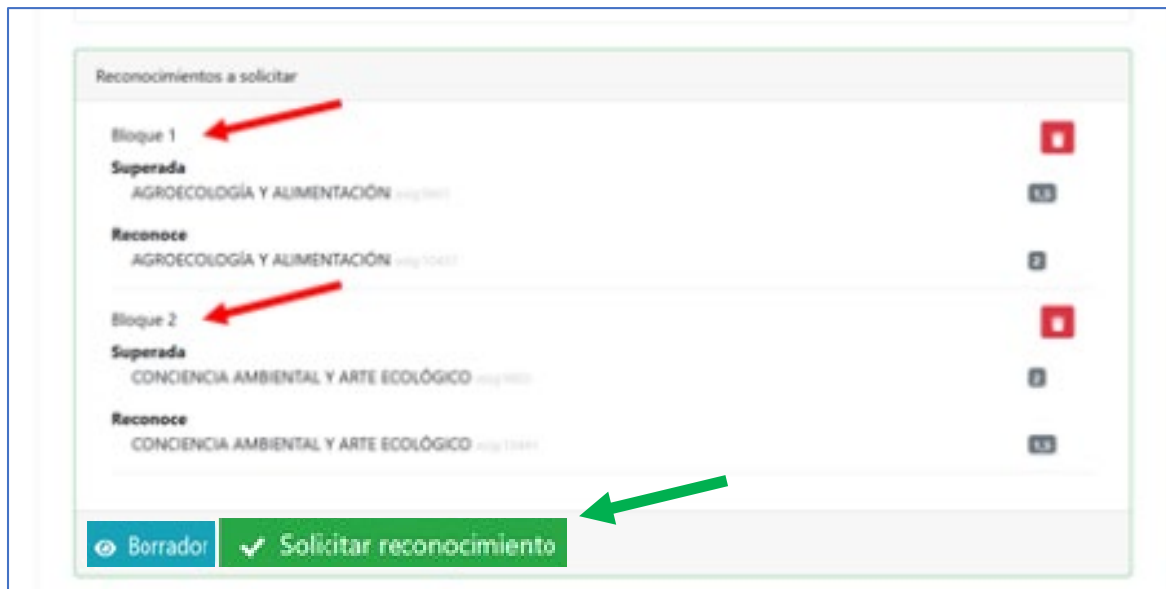 Reconocimientos a solicitar
Bloque 1
Superada
AGROECOLOGÍA Y ALIMENTACIÓN
1,5
Reconoce
AGROECOLOGÍA Y ALIMENTACIÓN
2
Bloque 2
Superada
CONCIENCIA AMBIENTAL Y ARTE ECOLÓGICO
2
Reconoce
CONCIENCIA AMBIENTAL Y ARTE ECOLÓGICO
1,5
Borrador Solicitar reconocimiento